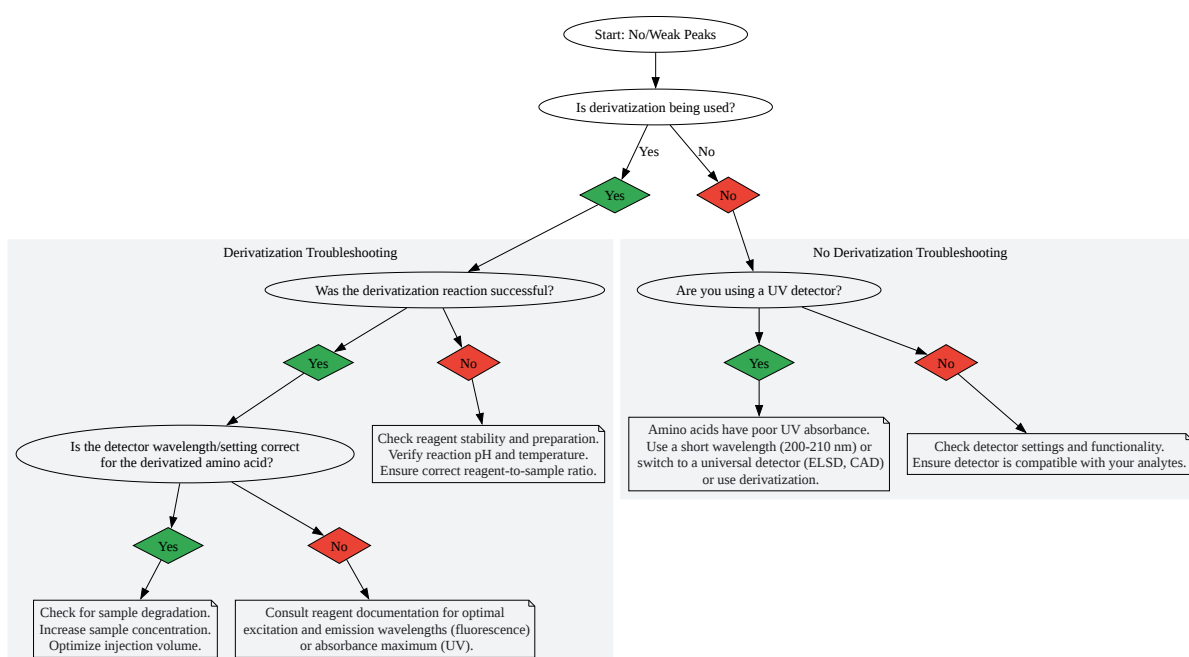 Start: No/Weak Peaks
Is derivatization being used?
Yes
No
Yes
No
Derivatization Troubleshooting
No Derivatization Troubleshooting
Was the derivatization reaction successful?
Are you using a UV detector?
Yes
No
Yes
No
Is the detector wavelength/setting correct
for the derivatized amino acid?
Check reagent stability and preparation.
Verify reaction pH and temperature.
Ensure correct reagent-to-sample ratio.
Amino acids have poor UV absorbance.
Use a short wavelength (200-210 nm) or
switch to a universal detector (ELSD, CAD)
or use derivatization.
Check detector settings and functionality.
Ensure detector is compatible with your analytes.
Yes
No
Check for sample degradation.
Increase sample concentration.
Optimize injection volume.
Consult reagent documentation for optimal
excitation and emission wavelengths (fluorescence)
or absorbance maximum (UV).